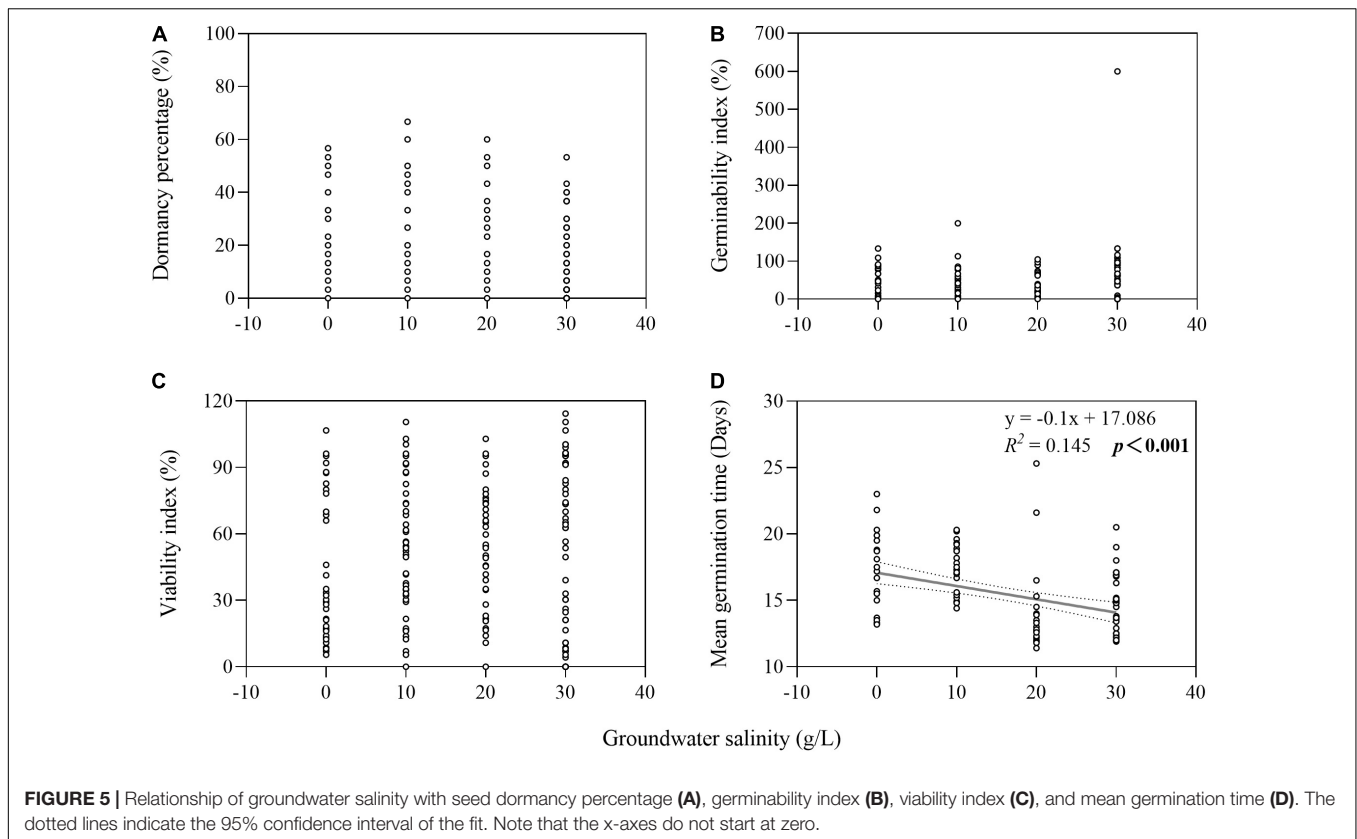 A
Dormancy percentage (%)
100
80
60
40
20
0
-10 0 10 20 30 40
B
Germinability index (%)
700
600
500
400
300
200
100
0
-10 0 10 20 30 40
C
Viability index (%)
120
90
60
30
0
-10 0 10 20 30 40
D
Mean germination time (Days)
30
25
20
15
10
y = -0.1x + 17.086
R² = 0.145 p<0.001
-10 0 10 20 30 40
Groundwater salinity (g/L)
FIGURE 5 | Relationship of groundwater salinity with seed dormancy percentage (A), germinability index (B), viability index (C), and mean germination time (D). The
dotted lines indicate the 95% confidence interval of the fit. Note that the x-axes do not start at zero.